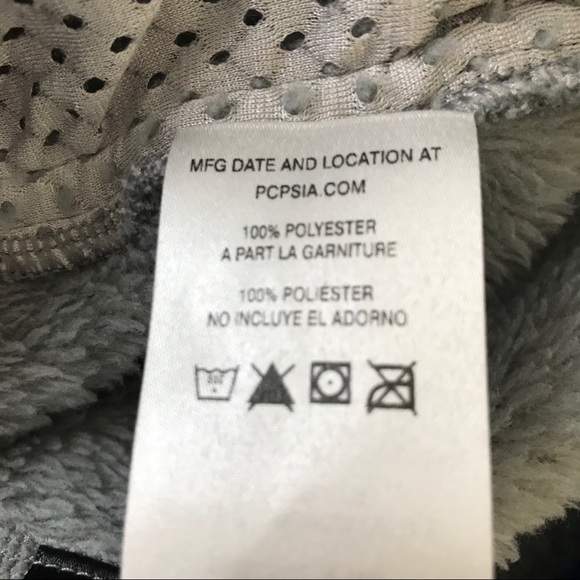 MFG DATE AND LOCATION AT
PCPSIA.COM
100% POLYESTER
A PART LA GARNITURE
100% POLIÉSTER
NO INCLUYE EL ADORNO